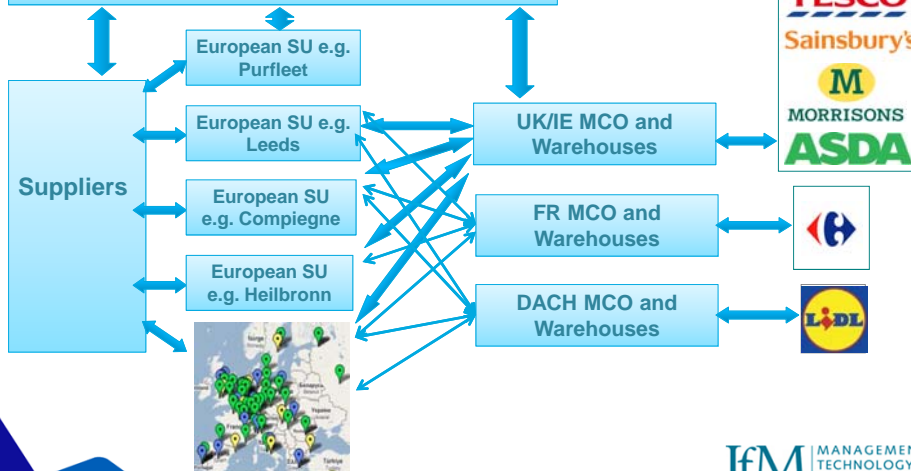 TESCO
European SU e.g.
Purfleet
Sainsbury's
M
MORRISONS
ASDA
European SU e.g.
Leeds
UK/IE MCO and
Warehouses
Suppliers
European SU
e.g. Compiegne
FR MCO and
Warehouses
European SU
e.g. Heilbronn
DACH MCO and
Warehouses
LIDL
IfM
MANAGEMEN
TECHNOLOGY